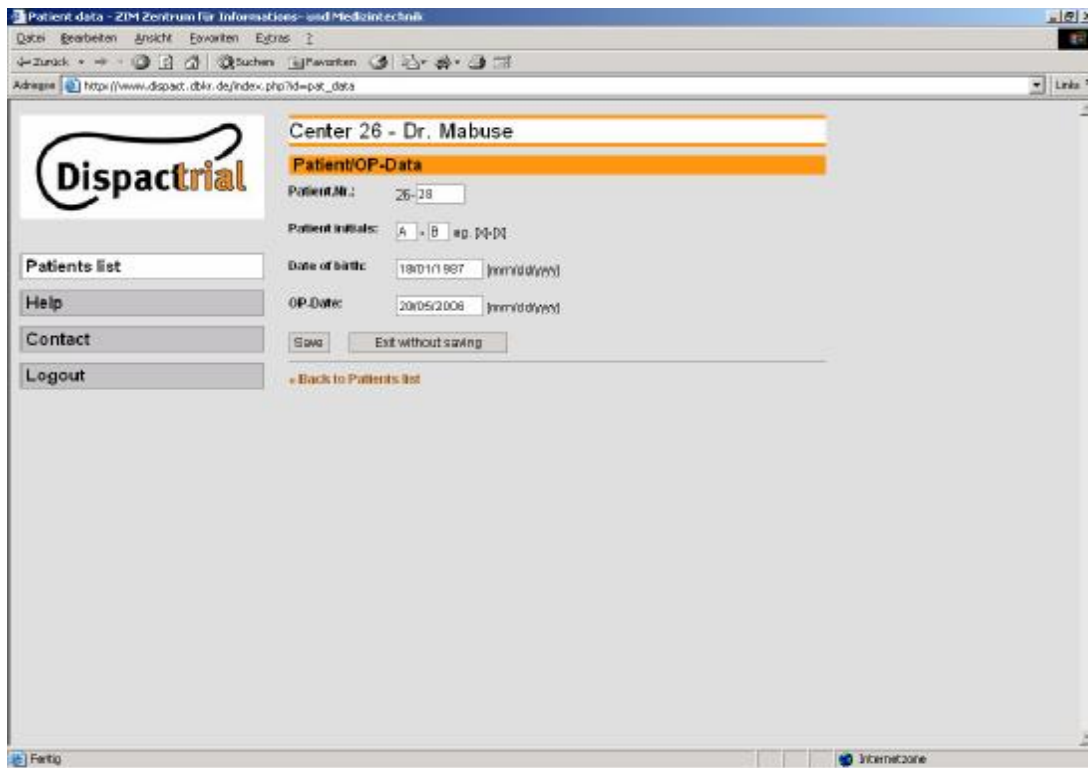 Patient data - ZIM Zentrum für Informations- und Medizintechnik
Datei Bearbeiten Ansicht Favoriten Extras ?
Zurück Suchen Favoriten
Adresse http://www.dispact.dbkr.de/index.php?id=pat_data Links
Dispactrial
Center 26 - Dr. Mabuse
Patient/OP-Data
Patient.Nr.: 26-28
Patient initials: A - B
Patients list
Date of birth: 18/01/1987 [mm/dd/yyyy]
Help
OP-Date: 20/05/2006 [mm/dd/yyyy]
Contact
Save Exit without saving
Logout
« Back to Patients list
Fertig Internetzone